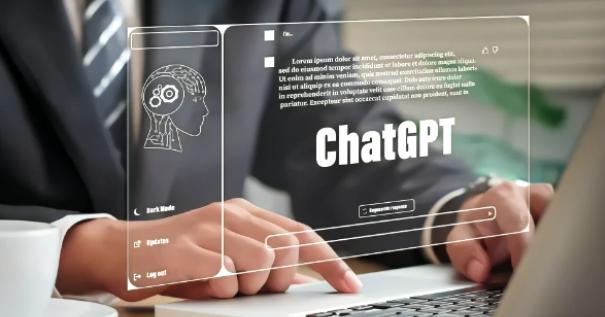 Lorem ipsum dolor sit amet, consectetur adipiscing elit,
sed do eiusmod tempor incididunt ut labore et dolore magna aliqua.
Ut enim ad minim veniam, quis nostrud exercitation ullamco laboris
nisi ut aliquip ex ea commodo consequat. Duis aute irure dolor
in reprehenderit in voluptate velit esse cillum dolore eu fugiat nulla
pariatur. Excepteur sint occaecat cupidatat non proident, sunt in
ChatGPT
Regenerate response
Dark Mode
Updates
Log out